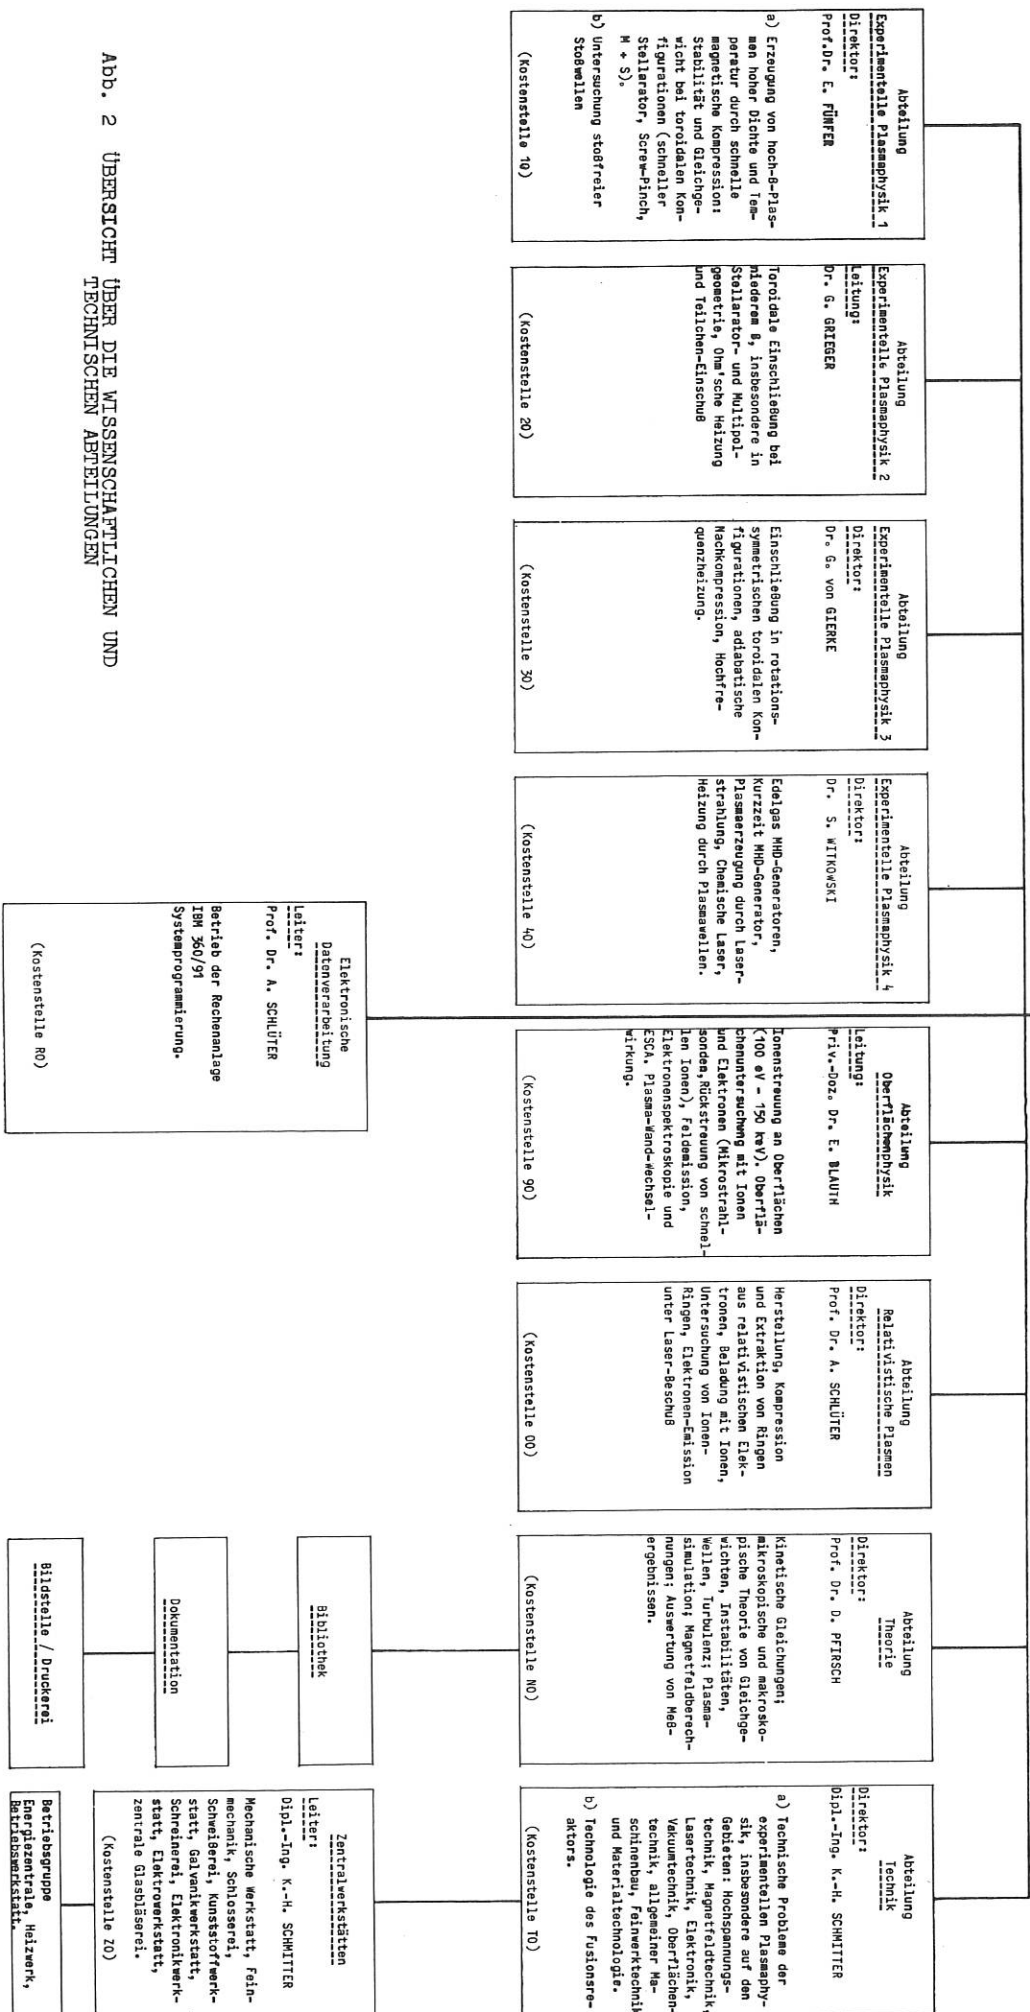 Abteilung
Experimentelle Plasmaphysik 1
Direktor:
Prof.Dr. E. FÜNFER
a) Erzeugung von hoch-ß-Plas-
men hoher Dichte und Tem-
peratur durch schnelle
magnetische Kompression:
Stabilität und Gleichge-
wicht bei toroidalen Kon-
figurationen (schneller
Stellarator, Screw-Pinch,
M + S).
b) Untersuchung stoßfreier
Stoßwellen
(Kostenstelle 10)
Abteilung
Experimentelle Plasmaphysik 2
Leitung:
Dr. G. GRIEGER
Toroidale Einschließung bei
niederem ß, insbesondere in
Stellarator- und Multipol-
geometrie, Ohm'sche Heizung
und Teilchen-Einschuß
(Kostenstelle 20)
Abteilung
Experimentelle Plasmaphysik 3
Direktor:
Dr. G. von GIERKE
Einschließung in rotations-
symmetrischen toroidalen Kon-
figurationen, adiabatische
Nachkompression, Hochfre-
quenzheizung.
(Kostenstelle 30)
Abteilung
Experimentelle Plasmaphysik 4
Direktor:
Dr. S. WITKOWSKI
Edelgas MHD-Generatoren,
Kurzzeit MHD-Generator,
Plasmaerzeugung durch Laser-
strahlung, Chemische Laser,
Heizung durch Plasmawellen.
(Kostenstelle 40)
Abteilung
Oberflächenphysik
Leitung:
Priv.-Doz. Dr. E. BLAUTH
Ionenstreuung an Oberflächen
(100 eV - 150 keV). Oberflä-
chenuntersuchung mit Ionen
und Elektronen (Mikrostrahl-
sonden, Rückstreuung von schnel-
len Ionen), Feldemission,
Elektronenspektroskopie und
ESCA. Plasma-Wand-Wechsel-
wirkung.
(Kostenstelle 90)
Abteilung
Relativistische Plasmen
Direktor:
Prof. Dr. A. SCHLÜTER
Herstellung, Kompression
und Extraktion von Ringen
aus relativistischen Elek-
tronen, Beladung mit Ionen,
Untersuchung von Ionen-
Ringen, Elektronen-Emission
unter Laser-Beschuß
(Kostenstelle 00)
Abteilung
Theorie
Direktor:
Prof. Dr. D. PFIRSCH
Kinetische Gleichungen;
mikroskopische und makrosko-
pische Theorie von Gleichge-
wichten, Instabilitäten,
Wellen, Turbulenz; Plasma-
simulation; Magnetfeldberech-
nungen; Auswertung von Meß-
ergebnissen.
(Kostenstelle NO)
Abteilung
Technik
Direktor:
Dipl.-Ing. K.-H. SCHMITTER
a) Technische Probleme der
experimentellen Plasmaphy-
sik, insbesondere auf den
Gebieten: Hochspannungs-
technik, Magnetfeldtechnik,
Lasertechnik, Elektronik,
Vakuumtechnik, Oberflächen-
technik, allgemeiner Ma-
schinenbau, Feinwerktechnik
und Materialtechnologie.
b) Technologie des Fusionsre-
aktors.
(Kostenstelle TO)
Elektronische
Datenverarbeitung
Leiter:
Prof. Dr. A. SCHLÜTER
Betrieb der Rechenanlage
IBM 360/91
Systemprogrammierung.
(Kostenstelle RO)
Bibliothek
Dokumentation
Bildstelle / Druckerei
Zentralwerkstätten
Leiter:
Dipl.-Ing. K.-H. SCHMITTER
Mechanische Werkstatt, Fein-
mechanik, Schlosserei,
Schweißerei, Kunststoffwerk-
statt, Galvanikwerkstatt,
Schreinerei, Elektronikwerk-
statt, Elektrowerkstatt,
zentrale Glasbläserei.
(Kostenstelle ZO)
Betriebsgruppe
Energiezentrale, Heizwerk,
Betriebswerkstatt.
Abb. 2 ÜBERSICHT ÜBER DIE WISSENSCHAFTLICHEN UND
TECHNISCHEN ABTEILUNGEN